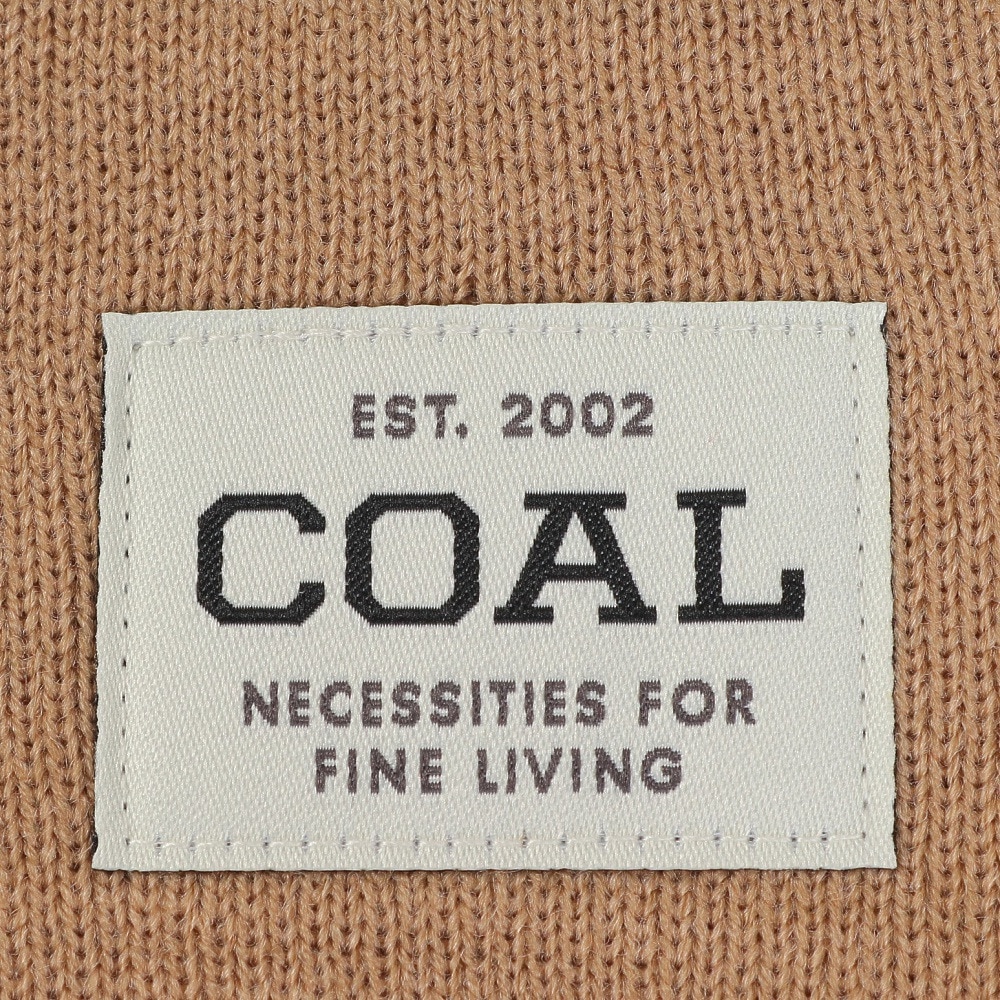 EST. 2002
COAL
NECESSITIES FOR
FINE LIVING